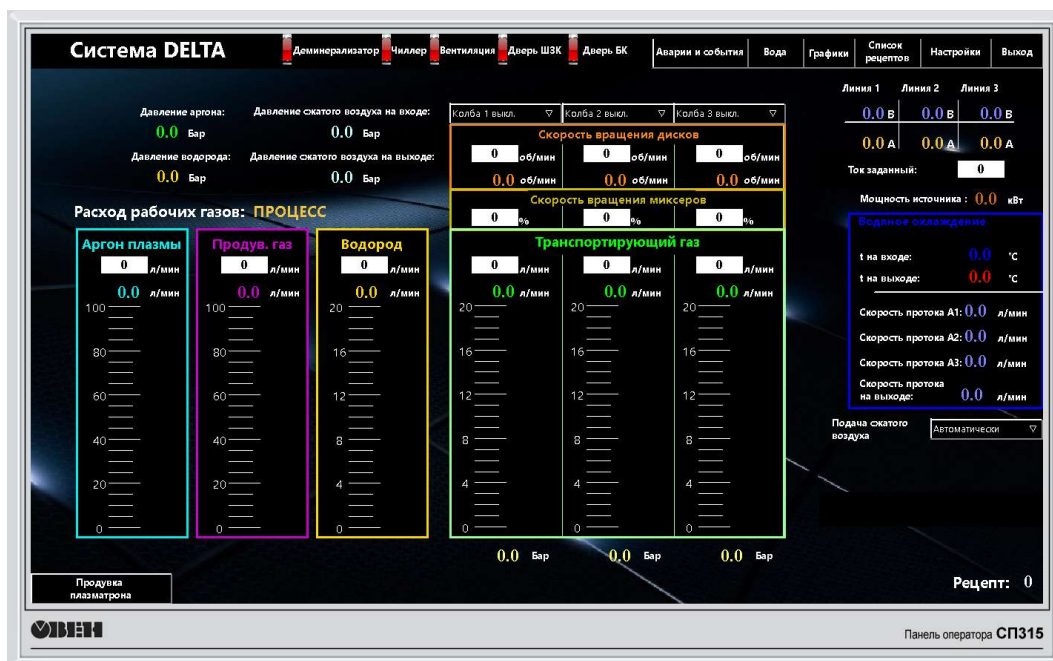 Система DELTA
Деминерализатор Чиллер Вентиляция Дверь ШЗК Дверь БК
Аварии и события Вода Графики Список рецептов Настройки Выход
Давление аргона: Давление сжатого воздуха на входе:
0.0 Бар 0.0 Бар
Давление водорода: Давление сжатого воздуха на выходе:
0.0 Бар 0.0 Бар
Расход рабочих газов: ПРОЦЕСС
Колба 1 выкл. Колба 2 выкл. Колба 3 выкл.
Скорость вращения дисков
0 об/мин 0 об/мин 0 об/мин
0.0 об/мин 0.0 об/мин 0.0 об/мин
Скорость вращения миксеров
0 % 0 % 0 %
Аргон плазмы
0 л/мин
0.0 л/мин
100
80
60
40
20
0
Продув. газ
0 л/мин
0.0 л/мин
100
80
60
40
20
0
Водород
0 л/мин
0.0 л/мин
20
16
12
8
4
0
Транспортирующий газ
0 л/мин 0 л/мин 0 л/мин
0.0 л/мин 0.0 л/мин 0.0 л/мин
20 20 20
16 16 16
12 12 12
8 8 8
4 4 4
0 0 0
0.0 Бар 0.0 Бар 0.0 Бар
Линия 1 Линия 2 Линия 3
0.0 В 0.0 В 0.0 В
0.0 А 0.0 А 0.0 А
Ток заданный: 0
Мощность источника : 0.0 кВт
Водяное охлаждение
t на входе: 0.0 °C
t на выходе: 0.0 °C
Скорость протока А1: 0.0 л/мин
Скорость протока А2: 0.0 л/мин
Скорость протока А3: 0.0 л/мин
Скорость протока
на выходе: 0.0 л/мин
Подача сжатого
воздуха
Автоматически
Продувка
плазматрона
Рецепт: 0
ОВЕН
Панель оператора СП315